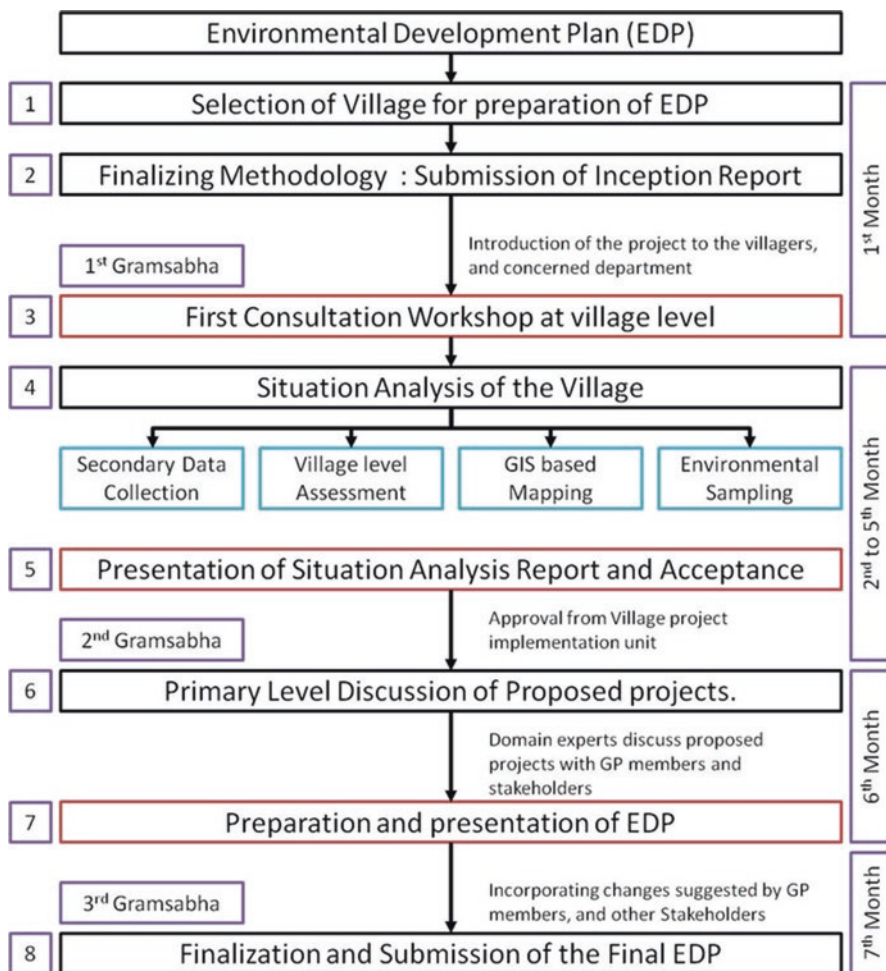 Environmental Development Plan (EDP)
1
Selection of Village for preparation of EDP
2
Finalizing Methodology : Submission of Inception Report
1st Gramsabha
Introduction of the project to the villagers,
and concerned department
3
First Consultation Workshop at village level
1st Month
4
Situation Analysis of the Village
Secondary Data
Collection
Village level
Assessment
GIS based
Mapping
Environmental
Sampling
5
Presentation of Situation Analysis Report and Acceptance
2nd Gramsabha
Approval from Village project
implementation unit
2nd to 5th Month
6
Primary Level Discussion of Proposed projects.
Domain experts discuss proposed
projects with GP members and
stakeholders
7
Preparation and presentation of EDP
6th Month
3rd Gramsabha
Incorporating changes suggested by GP
members, and other Stakeholders
8
Finalization and Submission of the Final EDP
7th Month